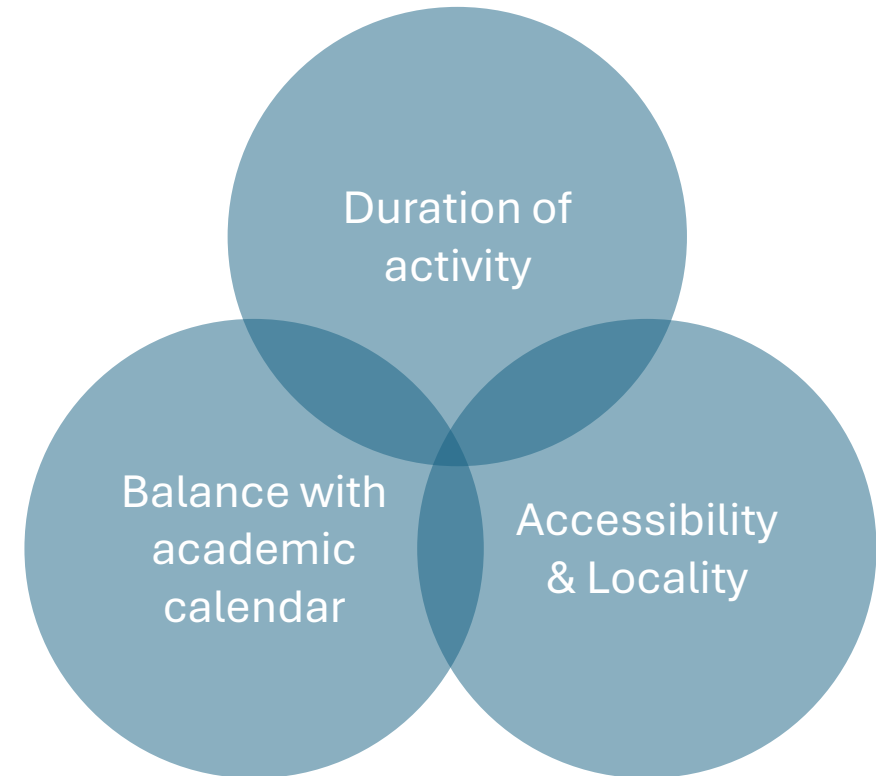 Duration of
activity
Balance with
academic
calendar
Accessibility
& Locality